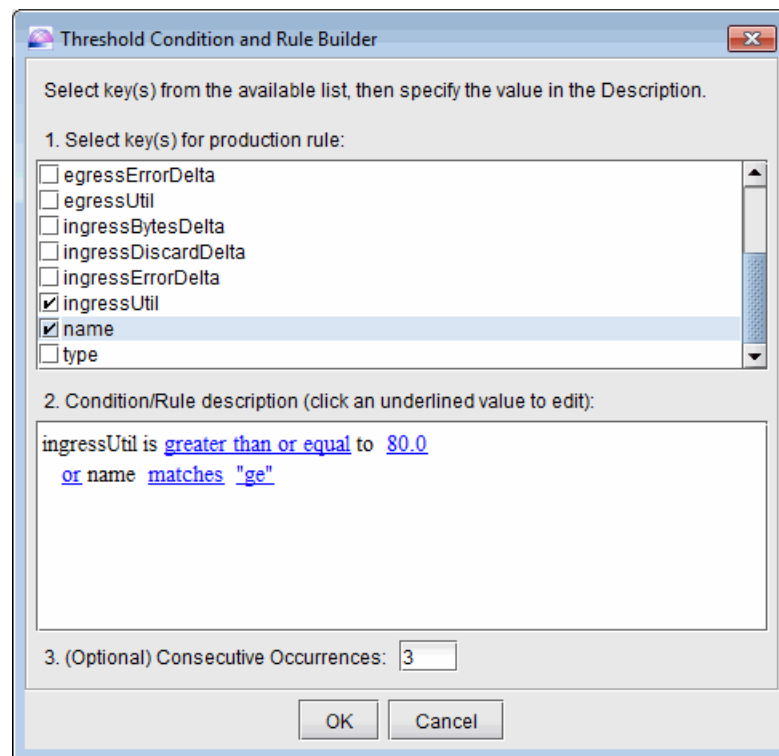 Threshold Condition and Rule Builder
Select key(s) from the available list, then specify the value in the Description.
1. Select key(s) for production rule:
egressErrorDelta
egressUtil
ingressBytesDelta
ingressDiscardDelta
ingressErrorDelta
ingressUtil
name
type
2. Condition/Rule description (click an underlined value to edit):
ingressUtil is greater than or equal to 80.0
or name matches "ge"
3. (Optional) Consecutive Occurrences: 3
OK Cancel